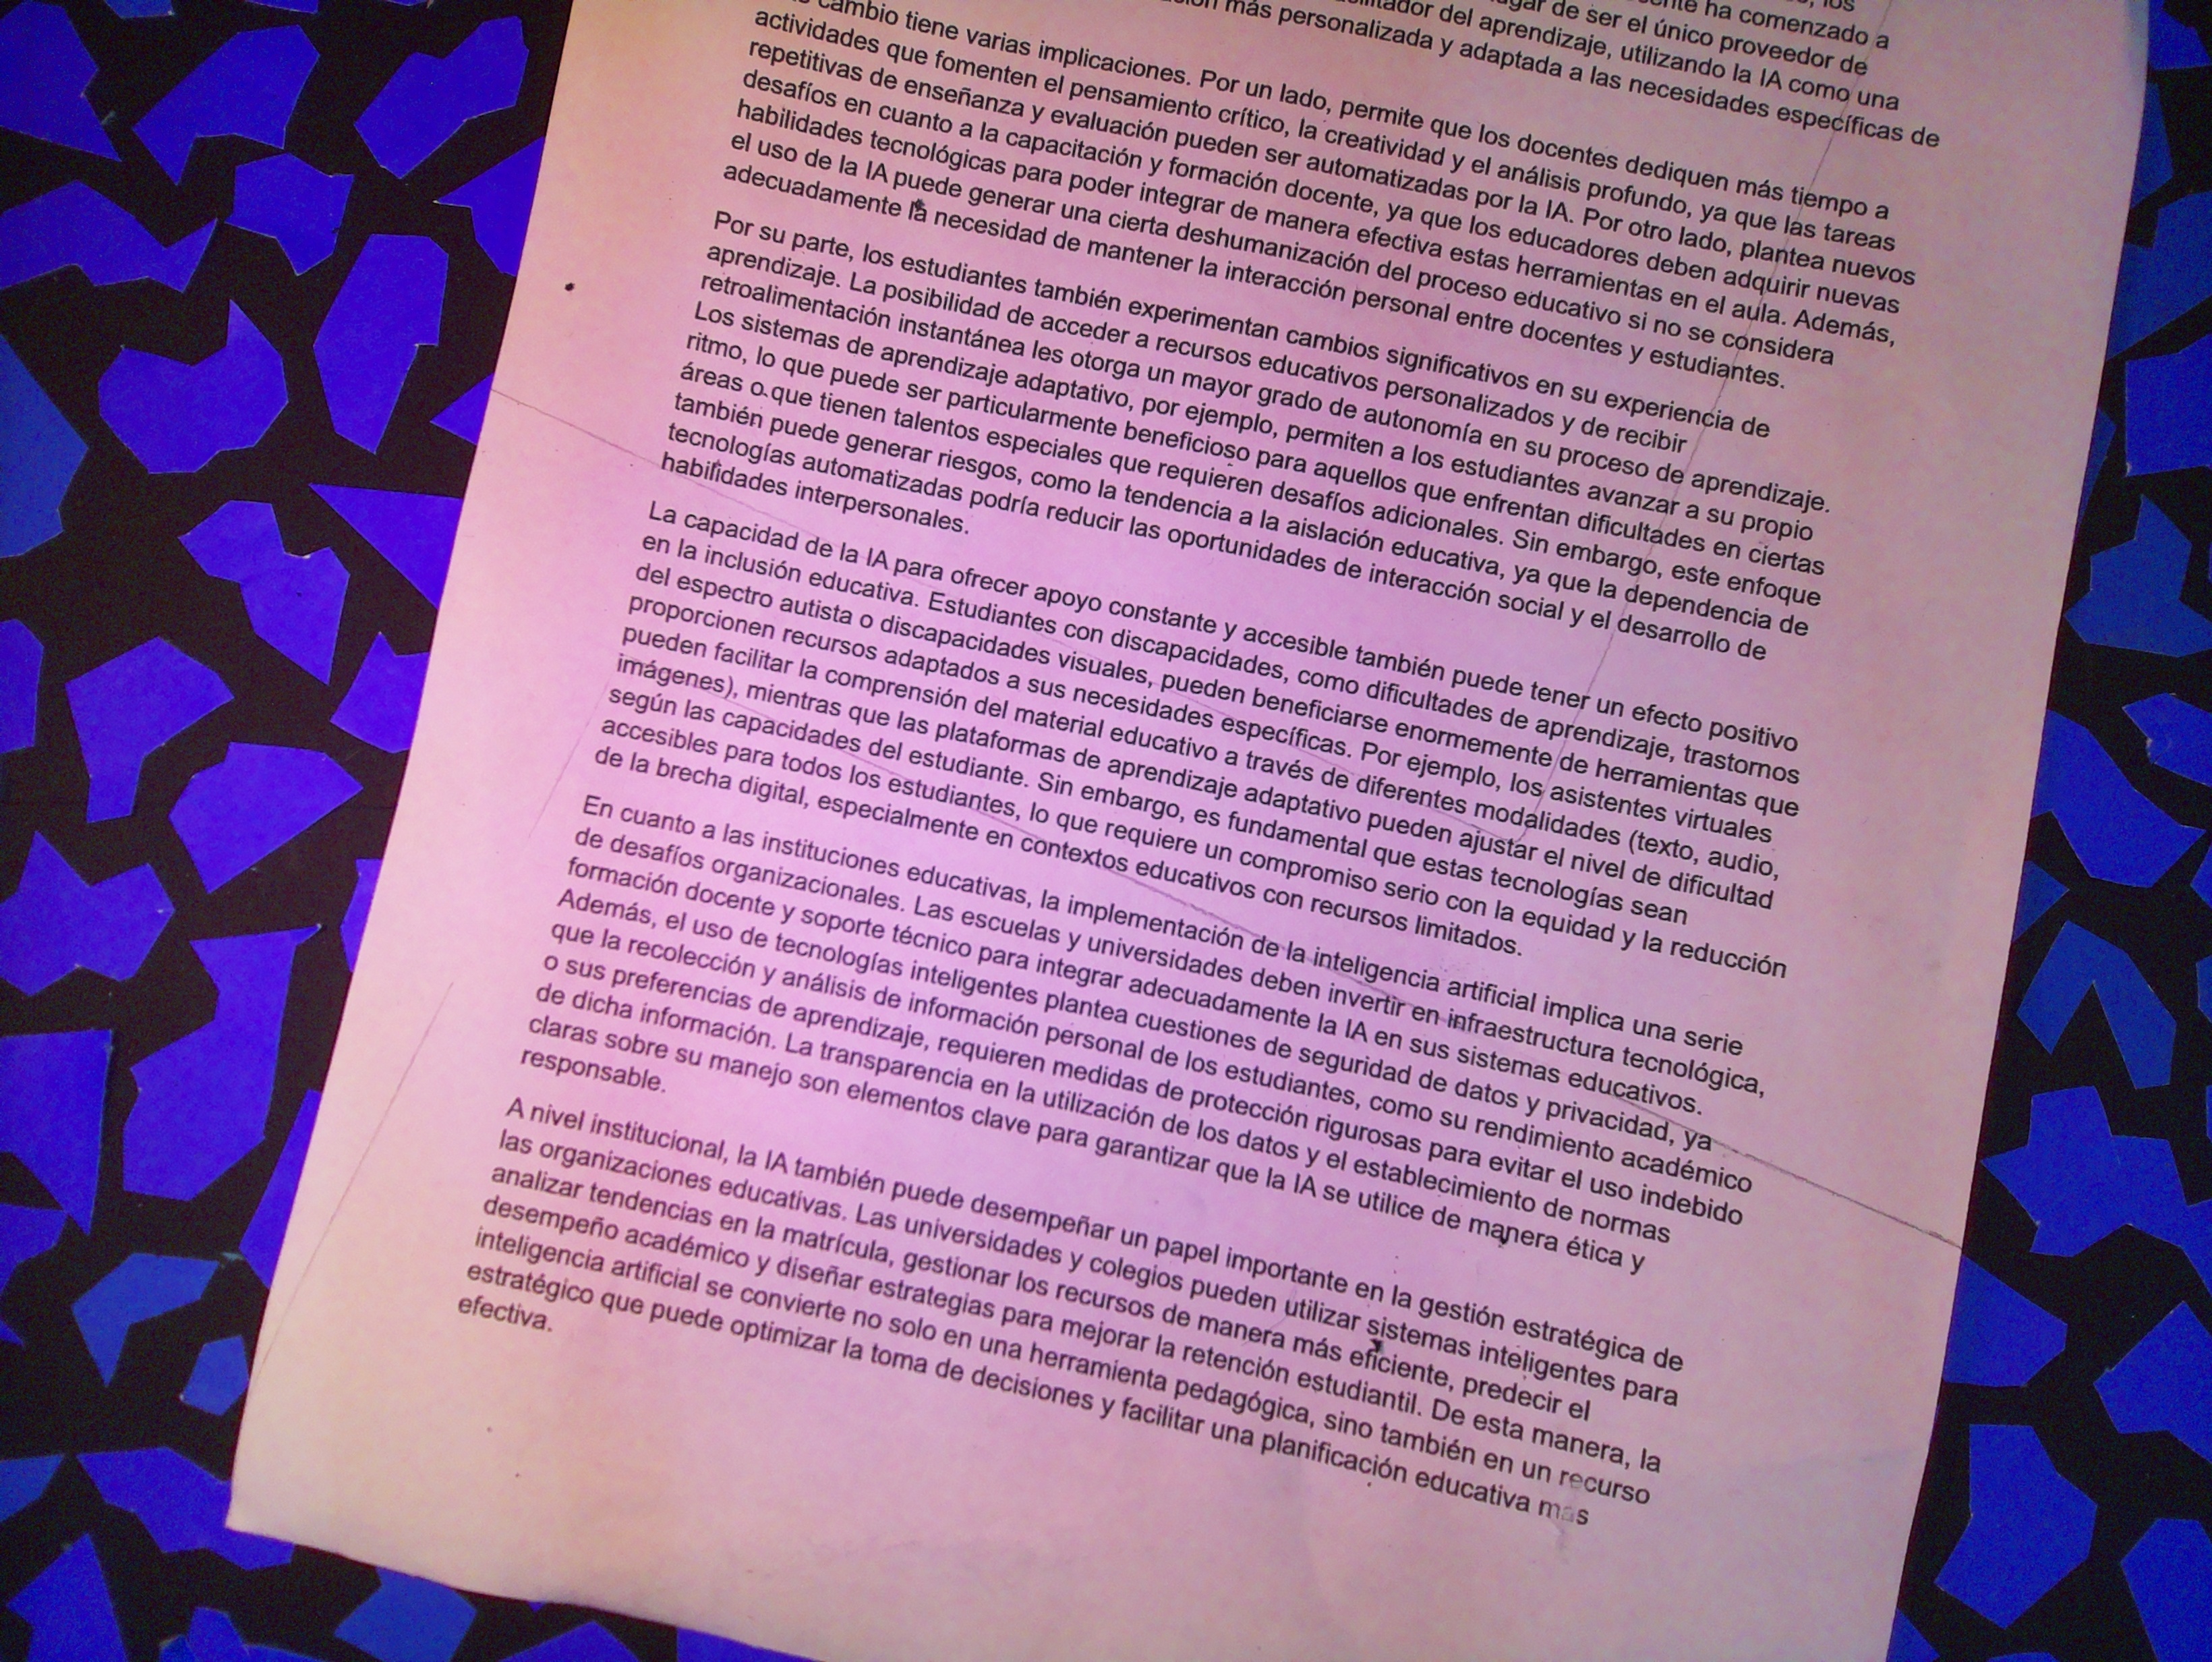 los
ha comenzado a
de ser el único proveedor de
del aprendizaje, utilizando la IA como una
más personalizada y adaptada a las necesidades específicas de
cambio tiene varias implicaciones. Por un lado, permite que los docentes dediquen más tiempo a
actividades que fomenten el pensamiento crítico, la creatividad y el análisis profundo, ya que las tareas
repetitivas de enseñanza y evaluación pueden ser automatizadas por la IA. Por otro lado, plantea nuevos
desafíos en cuanto a la capacitación y formación docente, ya que los educadores deben adquirir nuevas
habilidades tecnológicas para poder integrar de manera efectiva estas herramientas en el aula. Además,
el uso de la IA puede generar una cierta deshumanización del proceso educativo si no se considera
adecuadamente la necesidad de mantener la interacción personal entre docentes y estudiantes.
Por su parte, los estudiantes también experimentan cambios significativos en su experiencia de
aprendizaje. La posibilidad de acceder a recursos educativos personalizados y de recibir
retroalimentación instantánea les otorga un mayor grado de autonomía en su proceso de aprendizaje.
Los sistemas de aprendizaje adaptativo, por ejemplo, permiten a los estudiantes avanzar a su propio
ritmo, lo que puede ser particularmente beneficioso para aquellos que enfrentan dificultades en ciertas
áreas o que tienen talentos especiales que requieren desafíos adicionales. Sin embargo, este enfoque
también puede generar riesgos, como la tendencia a la aislación educativa, ya que la dependencia de
tecnologías automatizadas podría reducir las oportunidades de interacción social y el desarrollo de
habilidades interpersonales.
La capacidad de la IA para ofrecer apoyo constante y accesible también puede tener un efecto positivo
en la inclusión educativa. Estudiantes con discapacidades, como dificultades de aprendizaje, trastornos
del espectro autista o discapacidades visuales, pueden beneficiarse enormemente de herramientas que
proporcionen recursos adaptados a sus necesidades específicas. Por ejemplo, los asistentes virtuales
pueden facilitar la comprensión del material educativo a través de diferentes modalidades (texto, audio,
imágenes), mientras que las plataformas de aprendizaje adaptativo pueden ajustar el nivel de dificultad
según las capacidades del estudiante. Sin embargo, es fundamental que estas tecnologías sean
accesibles para todos los estudiantes, lo que requiere un compromiso serio con la equidad y la reducción
de la brecha digital, especialmente en contextos educativos con recursos limitados.
En cuanto a las instituciones educativas, la implementación de la inteligencia artificial implica una serie
de desafíos organizacionales. Las escuelas y universidades deben invertir en infraestructura tecnológica,
formación docente y soporte técnico para integrar adecuadamente la IA en sus sistemas educativos.
Además, el uso de tecnologías inteligentes plantea cuestiones de seguridad de datos y privacidad, ya
que la recolección y análisis de información personal de los estudiantes, como su rendimiento académico
o sus preferencias de aprendizaje, requieren medidas de protección rigurosas para evitar el uso indebido
de dicha información. La transparencia en la utilización de los datos y el establecimiento de normas
claras sobre su manejo son elementos clave para garantizar que la IA se utilice de manera ética y
responsable.
A nivel institucional, la IA también puede desempeñar un papel importante en la gestión estratégica de
las organizaciones educativas. Las universidades y colegios pueden utilizar sistemas inteligentes para
analizar tendencias en la matrícula, gestionar los recursos de manera más eficiente, predecir el
desempeño académico y diseñar estrategias para mejorar la retención estudiantil. De esta manera, la
inteligencia artificial se convierte no solo en una herramienta pedagógica, sino también en un recurso
estratégico que puede optimizar la toma de decisiones y facilitar una planificación educativa más
efectiva.